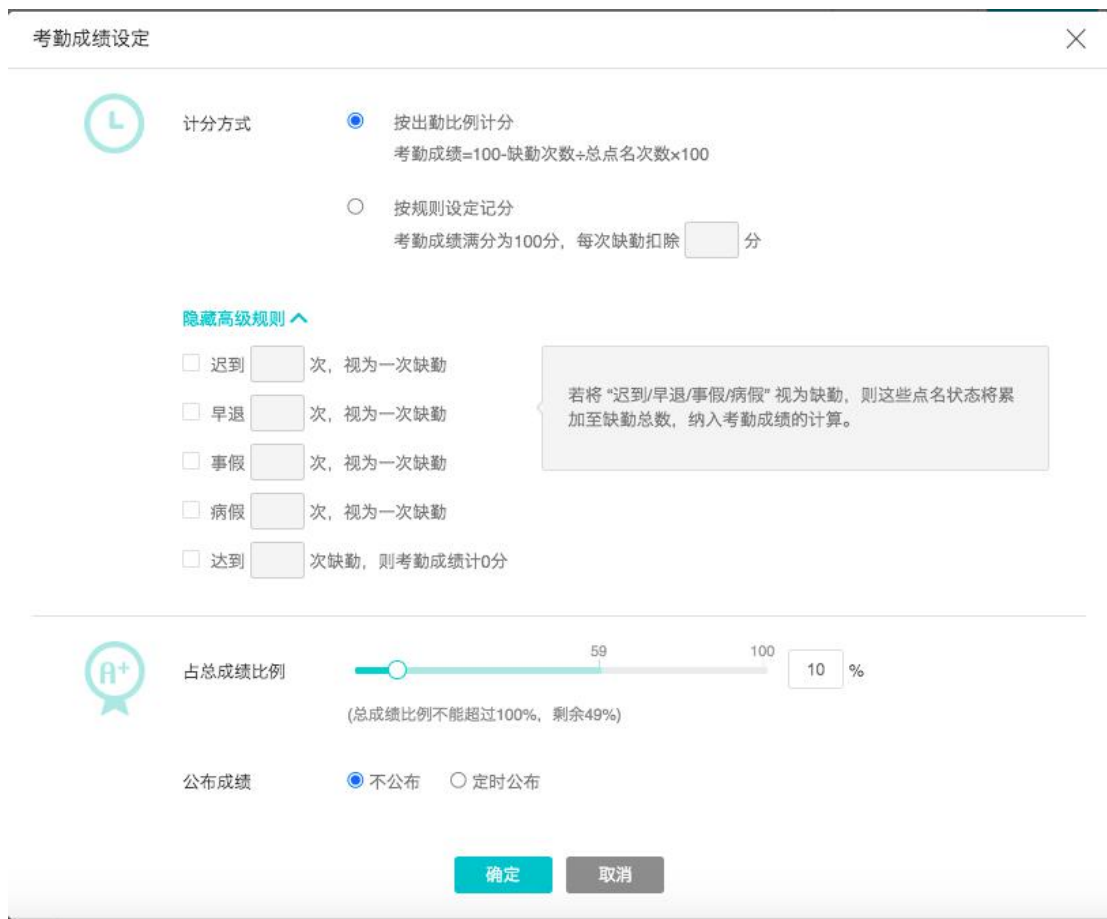 考勤成绩设定
计分方式
按出勤比例计分
考勤成绩=100-缺勤次数÷总点名次数×100
按规则设定记分
考勤成绩满分为100分，每次缺勤扣除 分
隐藏高级规则
迟到 次，视为一次缺勤
早退 次，视为一次缺勤
事假 次，视为一次缺勤
病假 次，视为一次缺勤
达到 次缺勤，则考勤成绩计0分
若将 “迟到/早退/事假/病假” 视为缺勤，则这些点名状态将累
加至缺勤总数，纳入考勤成绩的计算。
A+
占总成绩比例
59
100
10 %
(总成绩比例不能超过100%，剩余49%)
公布成绩
不公布 定时公布
确定 取消